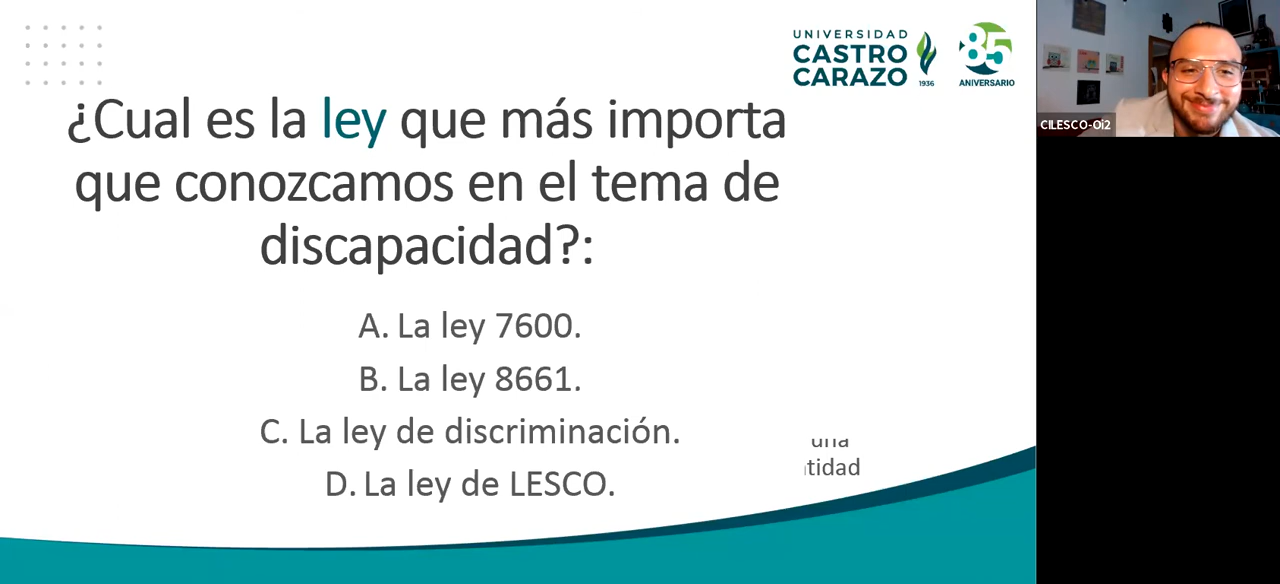 UNIVERSIDAD
CASTRO
CARAZO
1936
85
ANIVERSARIO
CILESCO-Oi2
¿Cual es la ley que más importa
que conozcamos en el tema de
discapacidad?:
A. La ley 7600.
B. La ley 8661.
C. La ley de discriminación.
D. La ley de LESCO.
una
tidad